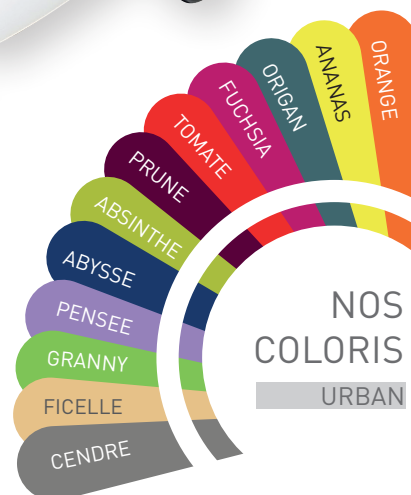 ORANGE
ANANAS
ORIGAN
FUCHSIA
TOMATE
PRUNE
ABSINTHE
ABYSSE
PENSEE
GRANNY
FICELLE
CENDRE
NOS
COLORIS
URBAN